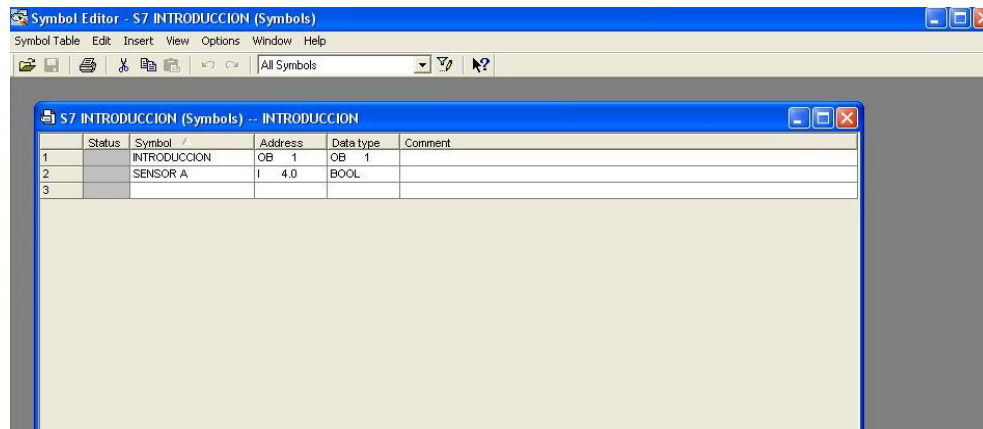 Symbol Editor - S7 INTRODUCCION (Symbols)
Symbol Table Edit Insert View Options Window Help
All Symbols
S7 INTRODUCCION (Symbols) -- INTRODUCCION
Status Symbol Address Data type Comment
1 INTRODUCCION OB 1 OB 1
2 SENSOR A I 4.0 BOOL
3